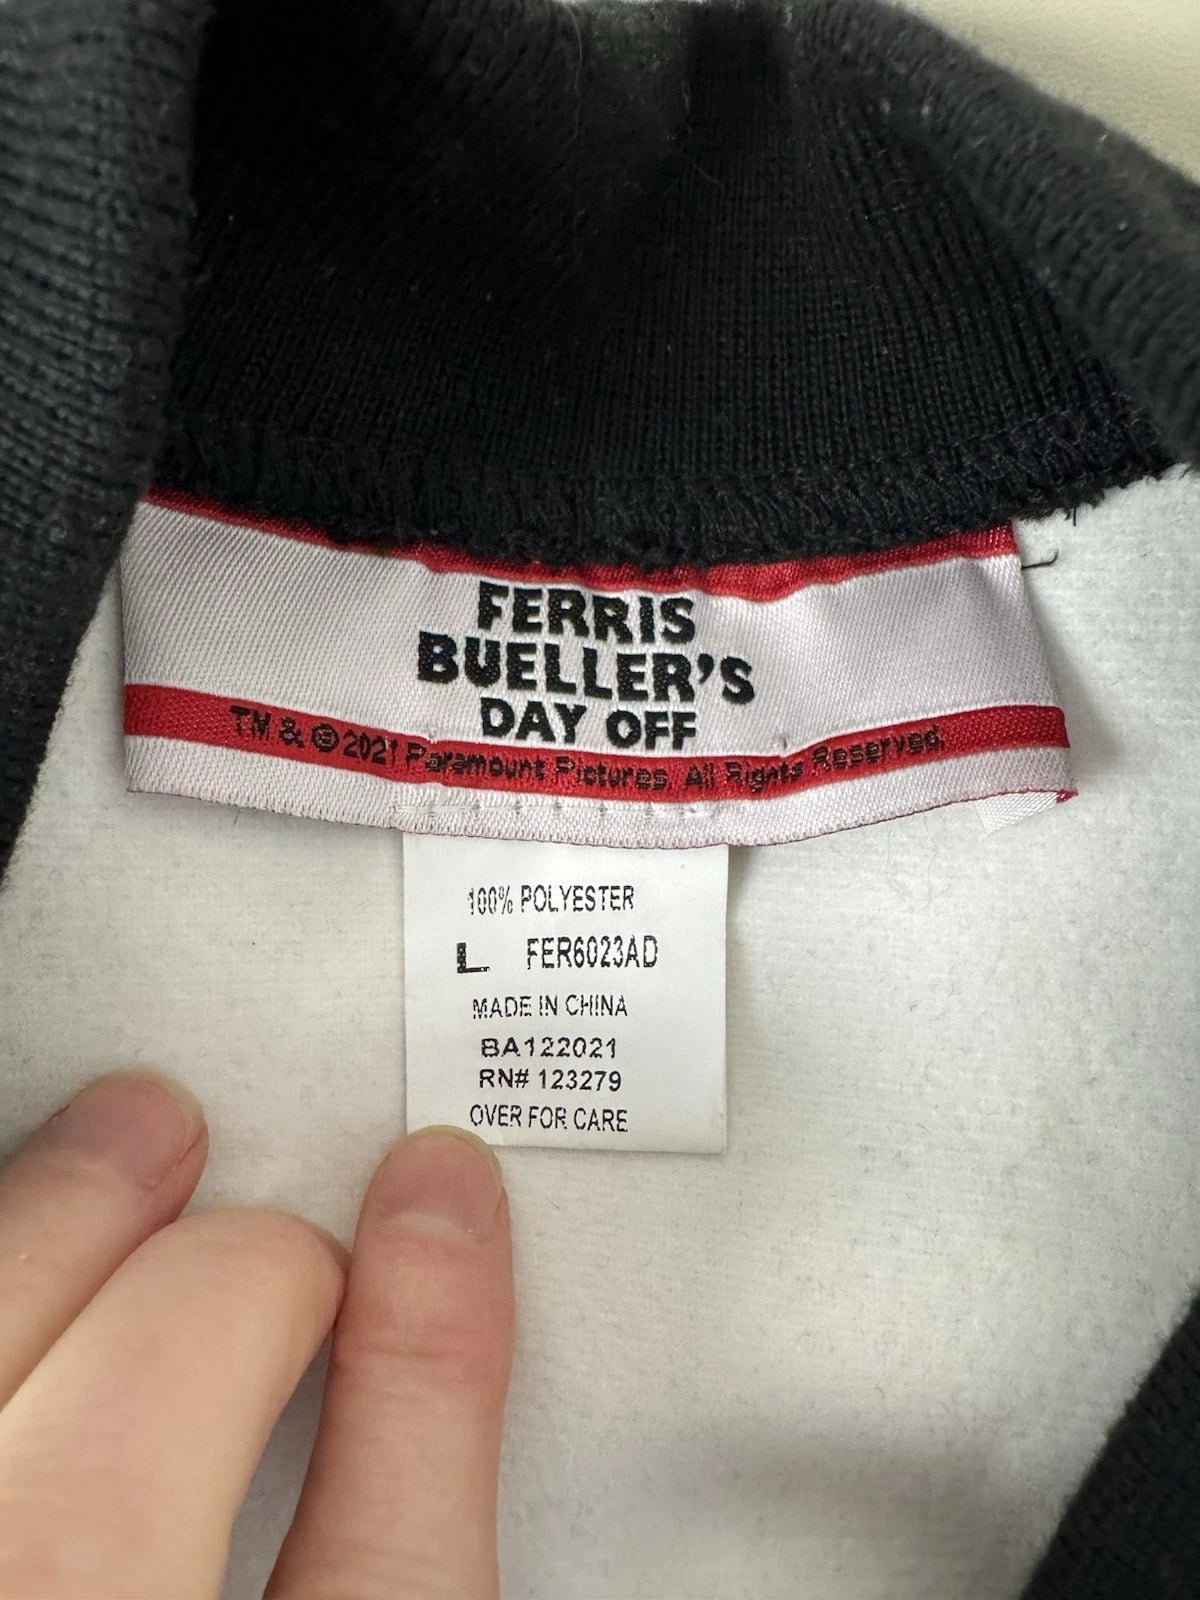 FERRIS
BUELLER'S
DAY OFF
TM & © 2021 Paramount Pictures. All Rights Reserved.
100% POLYESTER
L FER6023AD
MADE IN CHINA
BA122021
RN# 123279
OVER FOR CARE